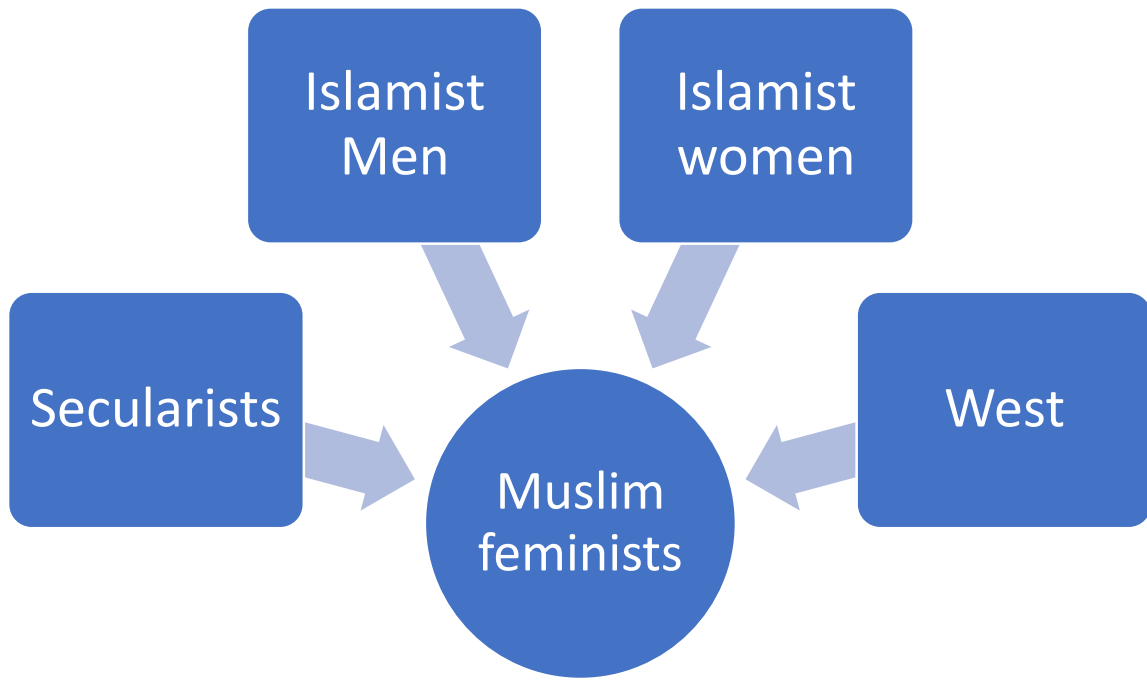 Islamist
Men
Islamist
women
Secularists
West
Muslim
feminists